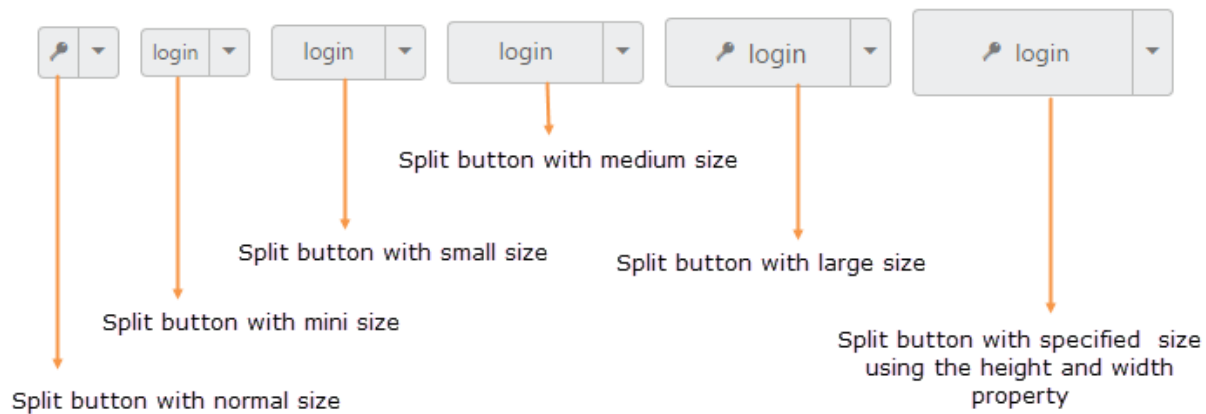 login
login
login
login
login
Split button with medium size
Split button with small size
Split button with large size
Split button with mini size
Split button with specified size
using the height and width
property
Split button with normal size